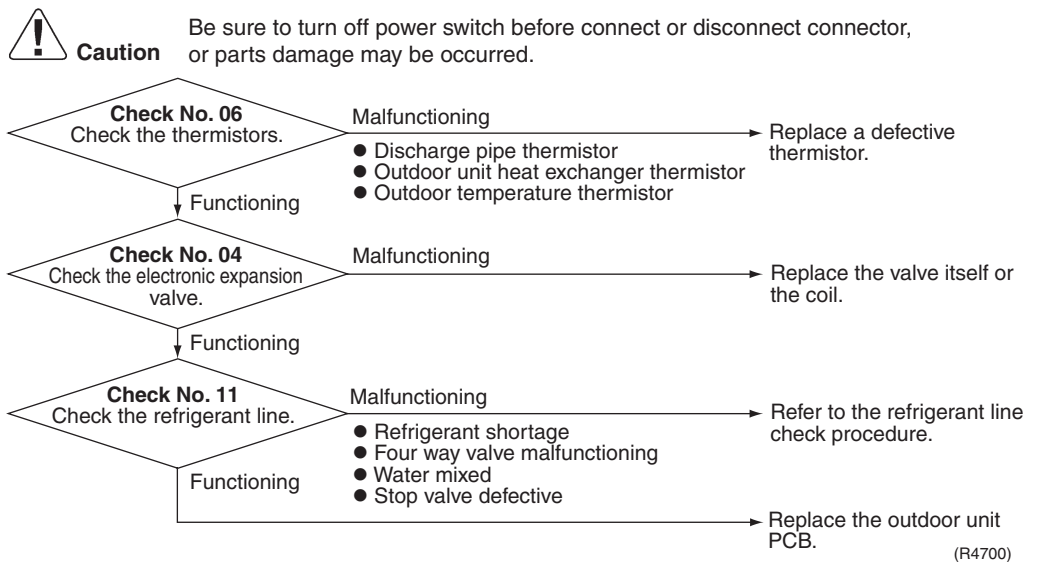 Be sure to turn off power switch before connect or disconnect connector,
Caution
or parts damage may be occurred.
Check No. 06
Check the thermistors.
Malfunctioning
● Discharge pipe thermistor
● Outdoor unit heat exchanger thermistor
● Outdoor temperature thermistor
Replace a defective
thermistor.
Functioning
Check No. 04
Check the electronic expansion
valve.
Malfunctioning
Replace the valve itself or
the coil.
Functioning
Check No. 11
Check the refrigerant line.
Malfunctioning
● Refrigerant shortage
● Four way valve malfunctioning
● Water mixed
● Stop valve defective
Refer to the refrigerant line
check procedure.
Functioning
Replace the outdoor unit
PCB.
(R4700)